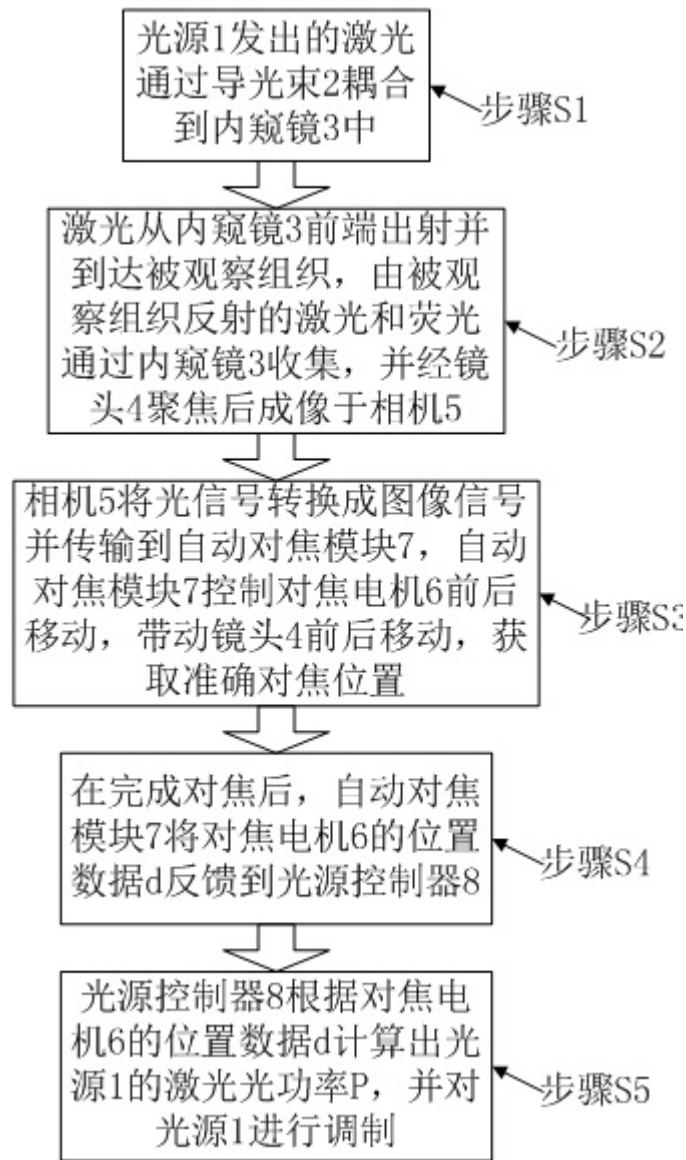 光源1发出的激光
通过导光束2耦合
到内窥镜3中
步骤S1
激光从内窥镜3前端出射并
到达被观察组织，由被观
察组织反射的激光和荧光
通过内窥镜3收集，并经镜
头4聚焦后成像于相机5
步骤S2
相机5将光信号转换成图像信号
并传输到自动对焦模块7，自动
对焦模块7控制对焦电机6前后
移动，带动镜头4前后移动，获
取准确对焦位置
步骤S3
在完成对焦后，自动对焦
模块7将对焦电机6的位置
数据d反馈到光源控制器8
步骤S4
光源控制器8根据对焦电
机6的位置数据d计算出光
源1的激光光功率P，并对
光源1进行调制
步骤S5